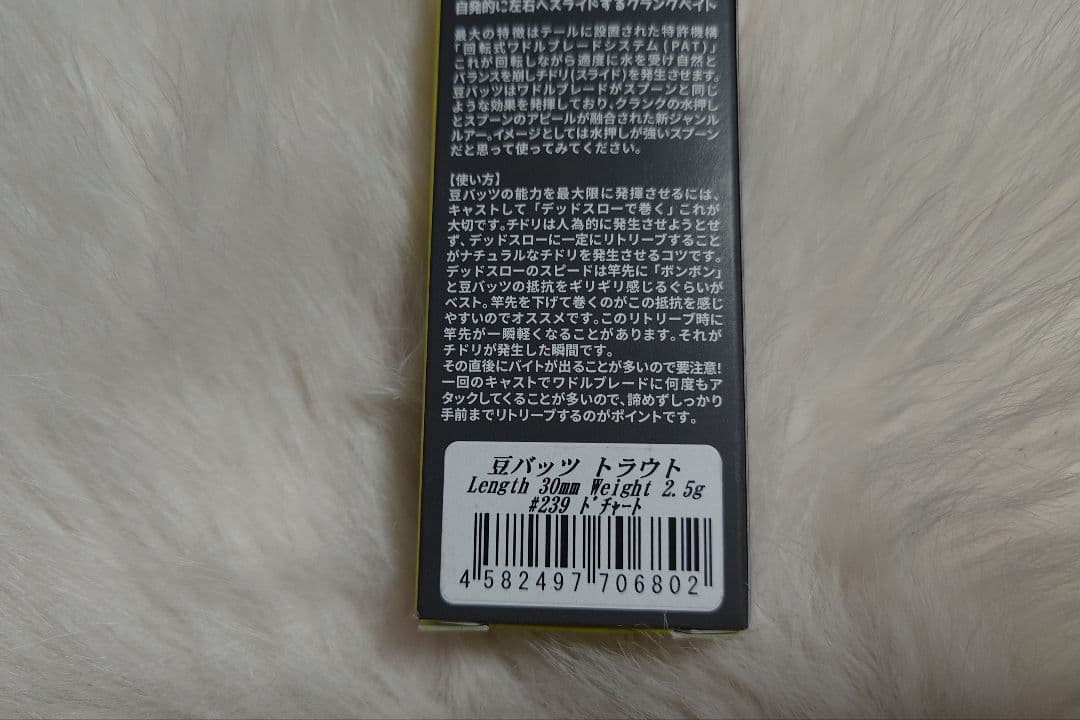 自発的に左右へスライドするクランクベイト
最大の特徴はテールに設置された特許機構
「回転式ワドルブレードシステム(PAT)」
これが回転しながら適度に水を受け自然と
バランスを崩しチドリ(スライド)を発生させます。
豆バッツはワドルブレードがスプーンと同じ
ような効果を発揮しており、クランクの水押し
とスプーンのアピールが融合された新ジャンル
ルアー。イメージとしては水押しが強いスプーン
だと思って使ってみてください。
【使い方】
豆バッツの能力を最大限に発揮させるには、
キャストして「デッドスローで巻く」これが
大切です。チドリは人為的に発生させようとせ
ず、デッドスローに一定にリトリーブすること
がナチュラルなチドリを発生させるコツです。
デッドスローのスピードは竿先に「ボンボン」
と豆バッツの抵抗をギリギリ感じるぐらいが
ベスト。竿先を下げて巻くのがこの抵抗を感じ
やすいのでオススメです。このリトリーブ時に
竿先が一瞬軽くなることがあります。それが
チドリが発生した瞬間です。
その直後にバイトが出ることが多いので要注意!
一回のキャストでワドルブレードに何度もア
タックしてくることが多いので、諦めずしっかり
手前までリトリーブするのがポイントです。
豆バッツ トラウト
Length 30mm Weight 2.5g
#239 ﾄﾞﾁｬｰﾄ
4 582497 706802